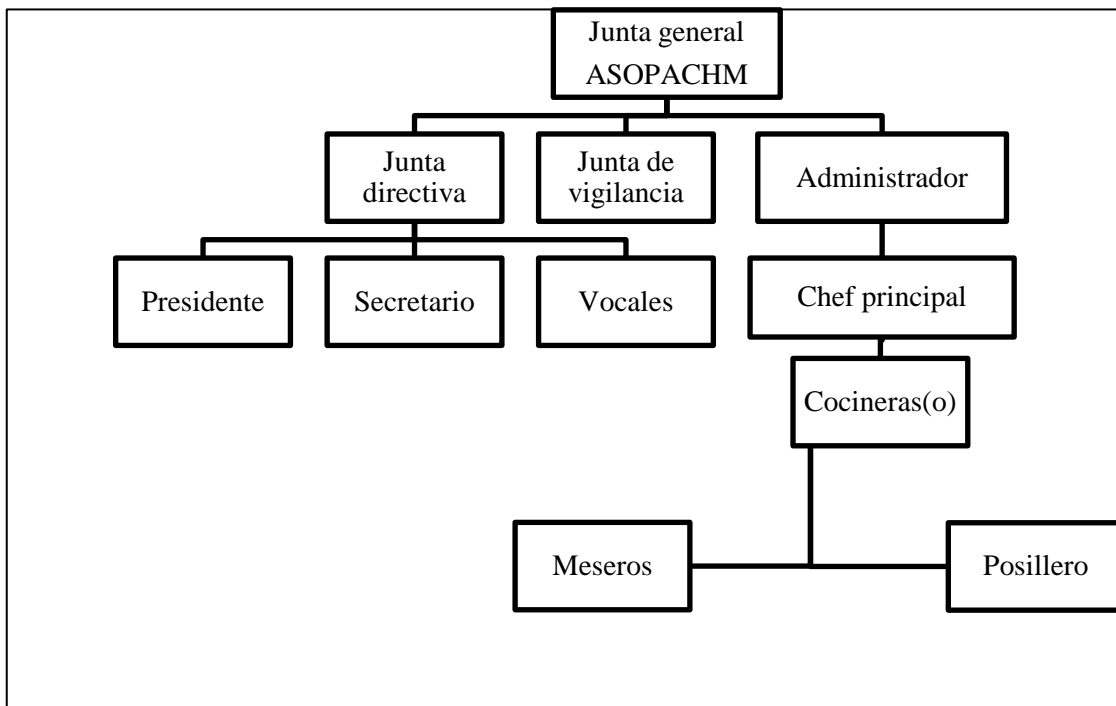 Junta general
ASOPACHM
Junta
directiva
Junta de
vigilancia
Administrador
Presidente
Secretario
Vocales
Chef principal
Cocineras(o)
Meseros
Posillero